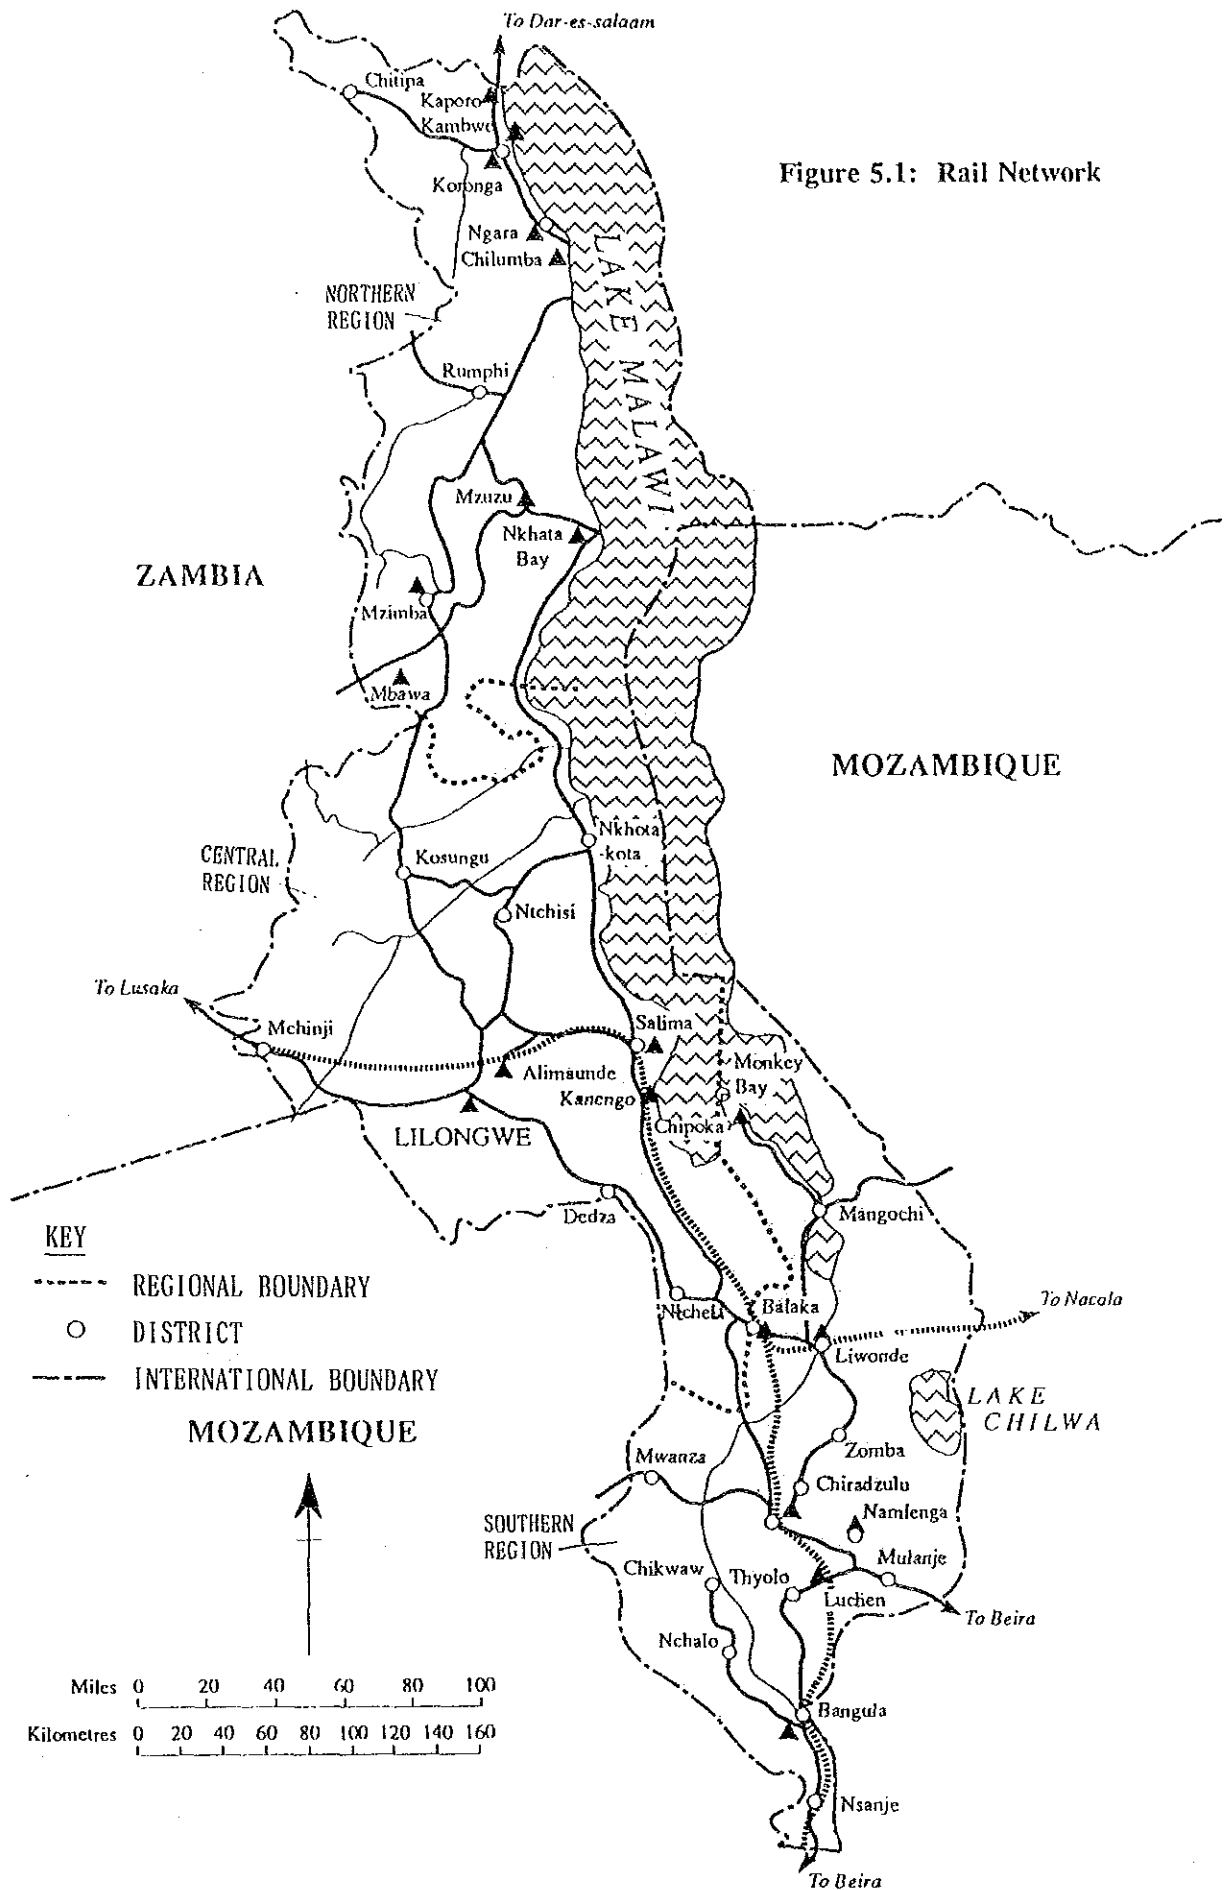 To Dar-es-salaam
Chitipa
Kaporo
Kambwe
Figure 5.1: Rail Network
Koronga
Ngara
Chilumba
LAKE MALAWI
NORTHERN
REGION
Rumphi
Mzuzu
Nkhata
Bay
ZAMBIA
Mzimba
Mbawa
MOZAMBIQUE
Nkhota
-kota
CENTRAL
REGION
Kosungu
Ntchisi
To Lusaka
Mchinji
Salima
Monkey
Bay
Alimaunde
Kanengo
Chipoka
LILONGWE
Dedza
Mangochi
KEY
REGIONAL BOUNDARY
DISTRICT
INTERNATIONAL BOUNDARY
Ntcheu
Balaka
To Nacala
Liwonde
LAKE
CHILWA
MOZAMBIQUE
Zomba
Mwanza
Chiradzulu
Namlenga
SOUTHERN
REGION
Mulanje
Chikwaw
Thyolo
Luchen
To Beira
Nchalo
Miles 0 20 40 60 80 100
Kilometres 0 20 40 60 80 100 120 140 160
Bangula
Nsanje
To Beira